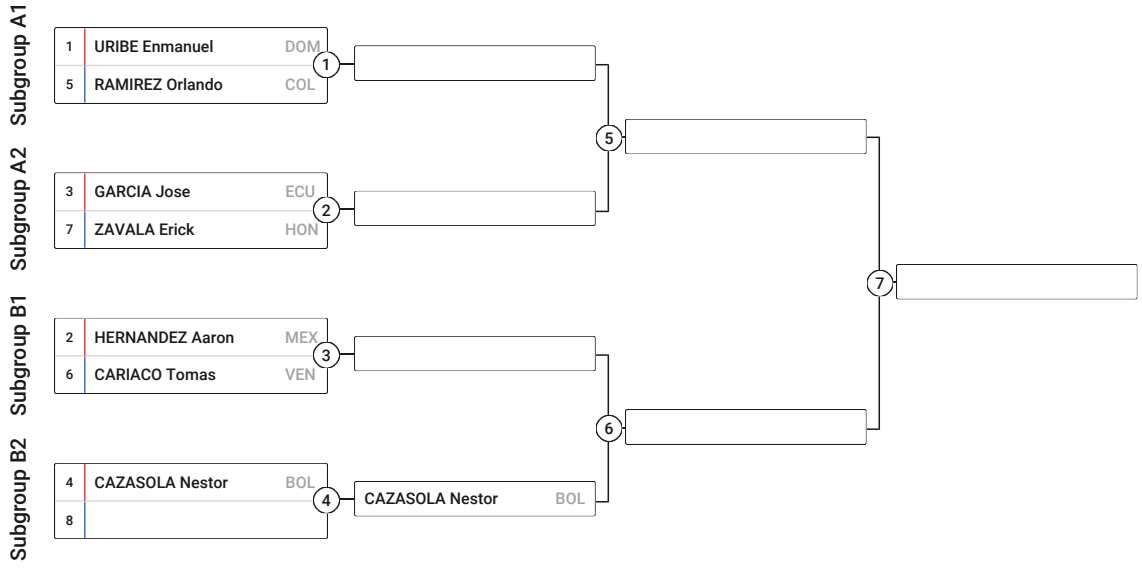 Subgroup A1
1 URIBE Enmanuel DOM
5 RAMIREZ Orlando COL
1
Subgroup A2
3 GARCIA Jose ECU
7 ZAVALA Erick HON
2
5
Subgroup B1
2 HERNANDEZ Aaron MEX
6 CARIACO Tomas VEN
3
Subgroup B2
4 CAZASOLA Nestor BOL
8
4
CAZASOLA Nestor BOL
6
7